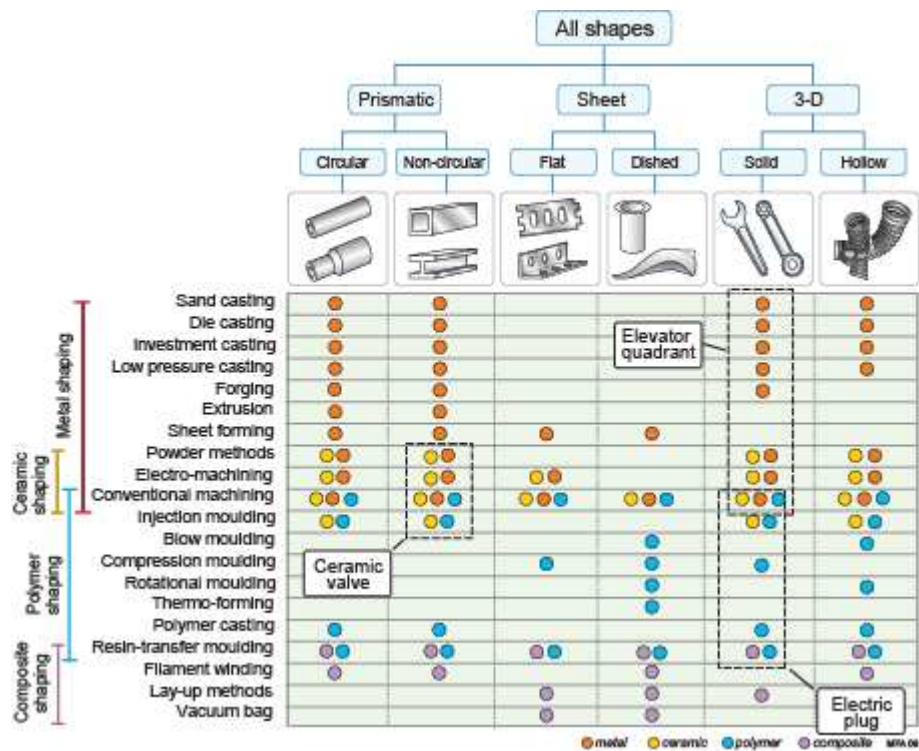 All shapes
Prismatic
Sheet
3-D
Circular
Non-circular
Flat
Dished
Solid
Hollow
Sand casting
Die casting
Investment casting
Low pressure casting
Forging
Extrusion
Sheet forming
Powder methods
Electro-machining
Conventional machining
Injection moulding
Blow moulding
Compression moulding
Rotational moulding
Thermo-forming
Polymer casting
Resin-transfer moulding
Filament winding
Lay-up methods
Vacuum bag
Metal shaping
Ceramic
shaping
Polymer
shaping
Composite
shaping
Elevator
quadrant
Ceramic
valve
Electric
plug
metal
ceramic
polymer
composite